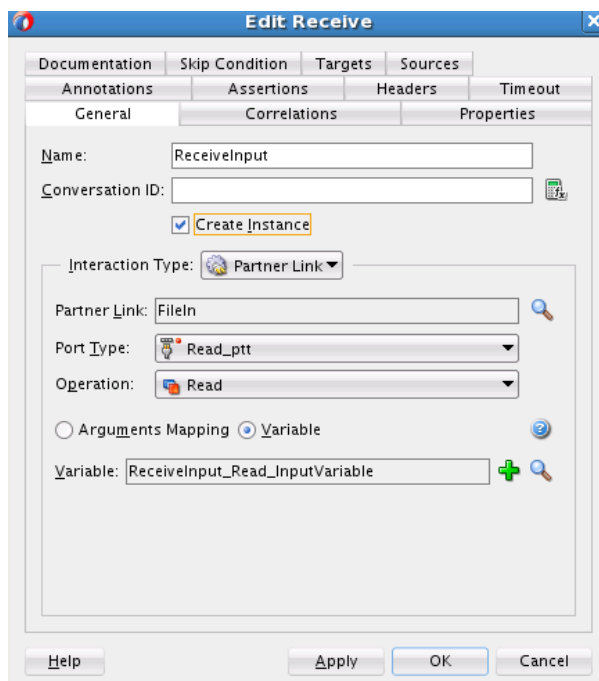 Edit Receive
Documentation Skip Condition Targets Sources
Annotations Assertions Headers Timeout
General Correlations Properties
Name: ReceiveInput
Conversation ID:
Create Instance
Interaction Type: Partner Link
Partner Link: FileIn
Port Type: Read_ptt
Operation: Read
Arguments Mapping Variable
Variable: ReceiveInput_Read_InputVariable
Help Apply OK Cancel